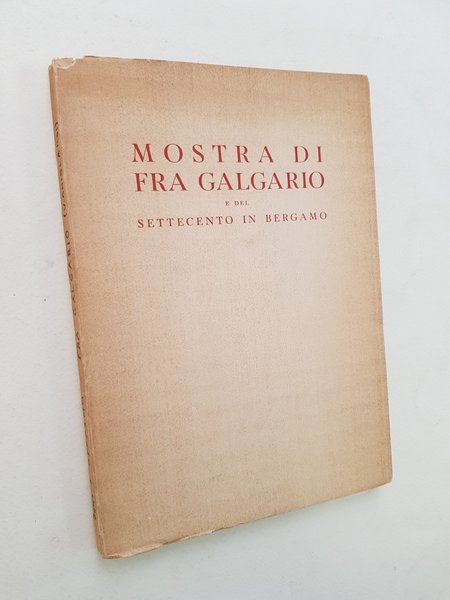 MOSTRA DI
FRA GALGARIO
E DEL
SETTECENTO IN BERGAMO